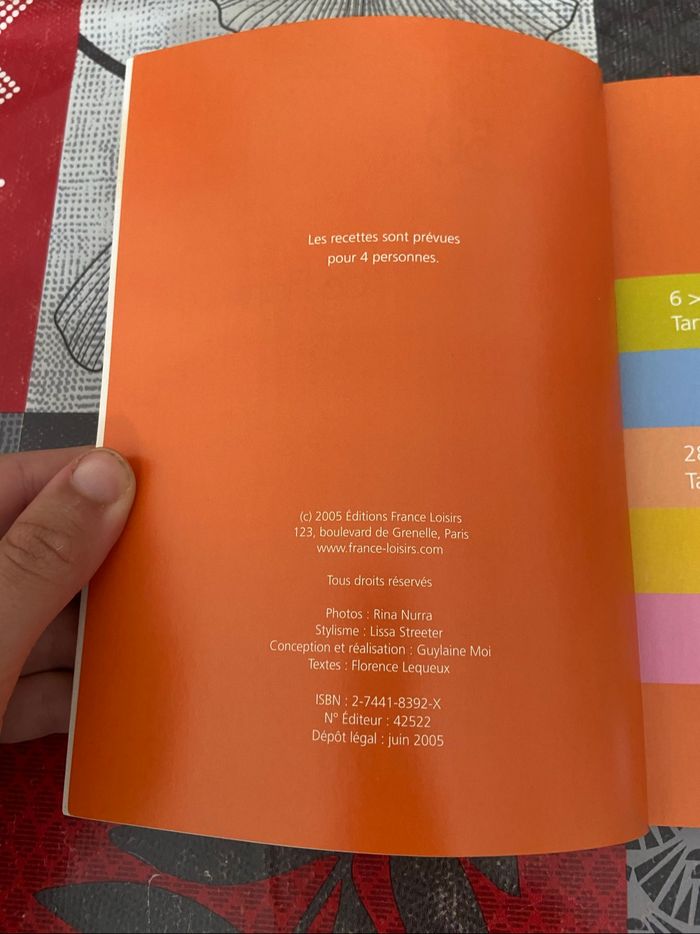 Les recettes sont prévues
pour 4 personnes.
(c) 2005 Éditions France Loisirs
123, boulevard de Grenelle, Paris
www.france-loisirs.com
Tous droits réservés
Photos : Rina Nurra
Stylisme : Lissa Streeter
Conception et réalisation : Guylaine Moi
Textes : Florence Lequeux
ISBN : 2-7441-8392-X
N° Éditeur : 42522
Dépôt légal : juin 2005
6 >